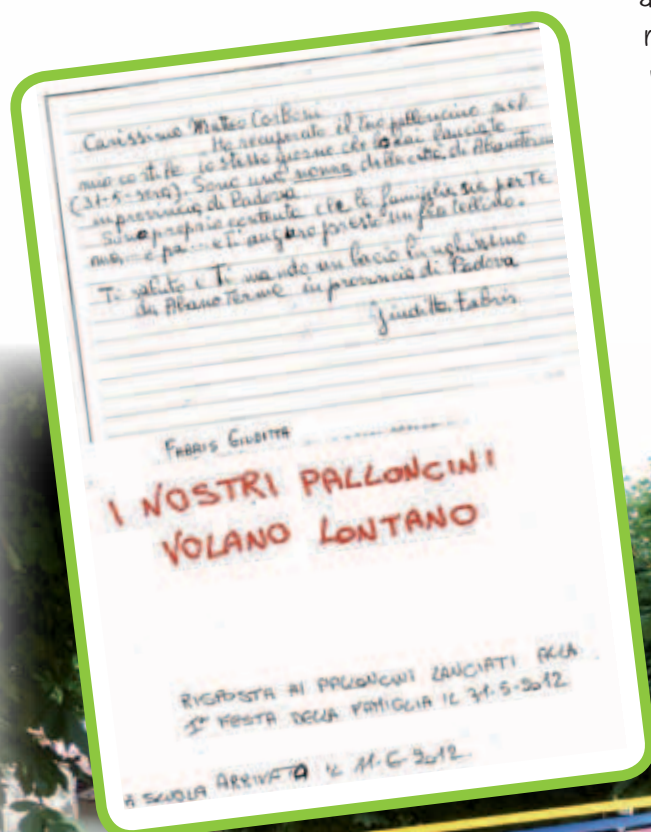 Carissimo Matteo Carboni
Ho recuperato il tuo palloncino nel
mio cortile lo stesso giorno che lo hai lanciato
(31-5-2012). Sono una nonna della città di Abano Terme
in provincia di Padova
Sono proprio contenta che la famiglia sia per Te
e Ti auguro presto un fratellino.
Ti saluto e Ti mando un bacio lunghissimo
da Abano Terme in provincia di Padova
Giuditta Fabris
FABRIS GIUDITTA
I NOSTRI PALLONCINI
VOLANO LONTANO
RISPOSTA AI PALLONCINI LANCIATI ALLA
1° FESTA DELLA FAMIGLIA IL 31-5-2012
A SCUOLA ARRIVATA IL 11-6-2012